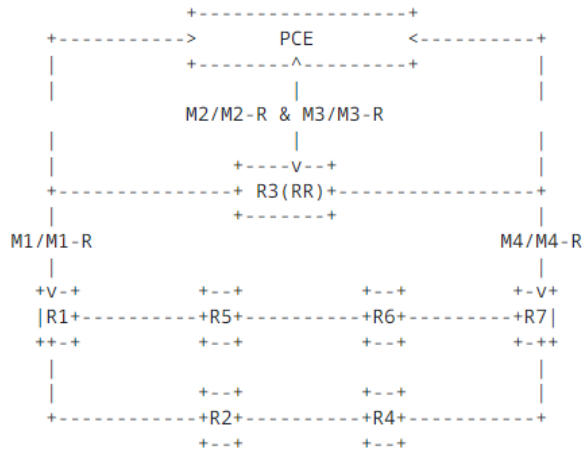 PCE
M2/M2-R & M3/M3-R
R3(RR)
M1/M1-R M4/M4-R
R1 R5 R6 R7
R2 R4